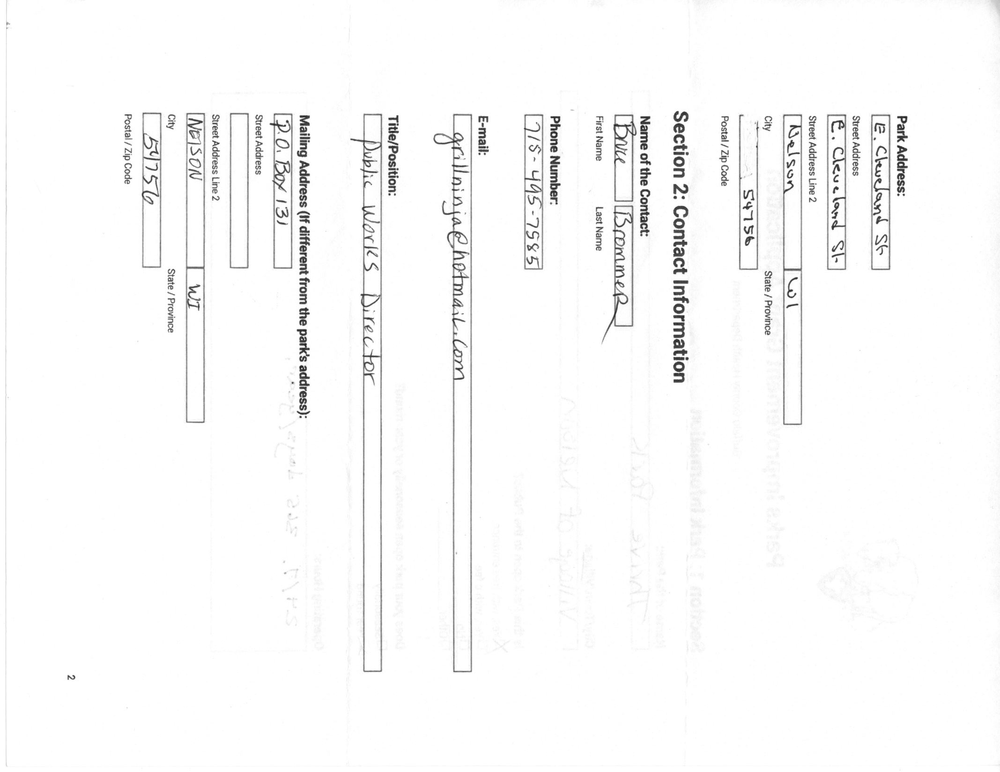 Park Address:
E. Cleveland St
Street Address
E. Cleveland St
Street Address Line 2
Nelson WI
City State / Province
54756
Postal / Zip Code
Section 2: Contact Information
Name of the Contact:
Bruce Brommer
First Name Last Name
Phone Number:
715-495-7585
E-mail:
grillninja@hotmail.com
Title/Position:
Public Works Director
Mailing Address (If different from the park's address):
P.O. Box 131
Street Address
Street Address Line 2
Nelson WI
City State / Province
54756
Postal / Zip Code
2